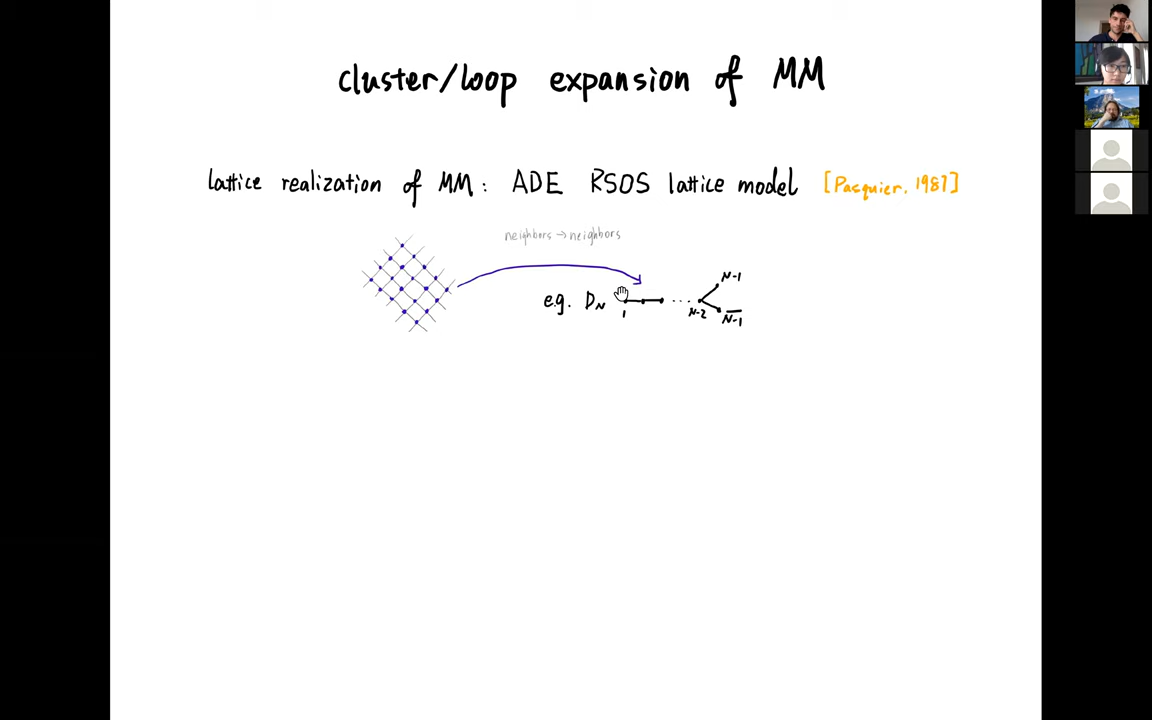 cluster/loop expansion of MM
lattice realization of MM: ADE RSOS lattice model [Pasquier, 1987]
neighbors → neighbors
e.g. D_N 1 ... N-2 N-1 \overline{N-1}